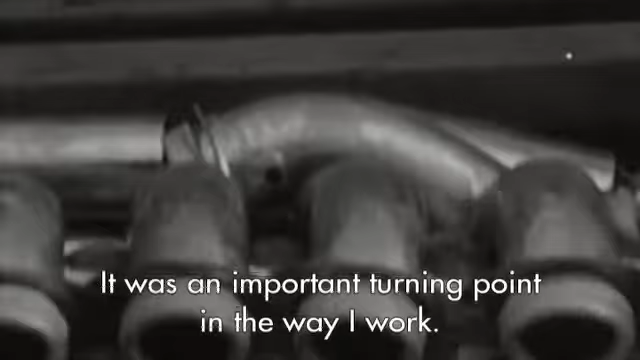 It was an important turning point
in the way I work.